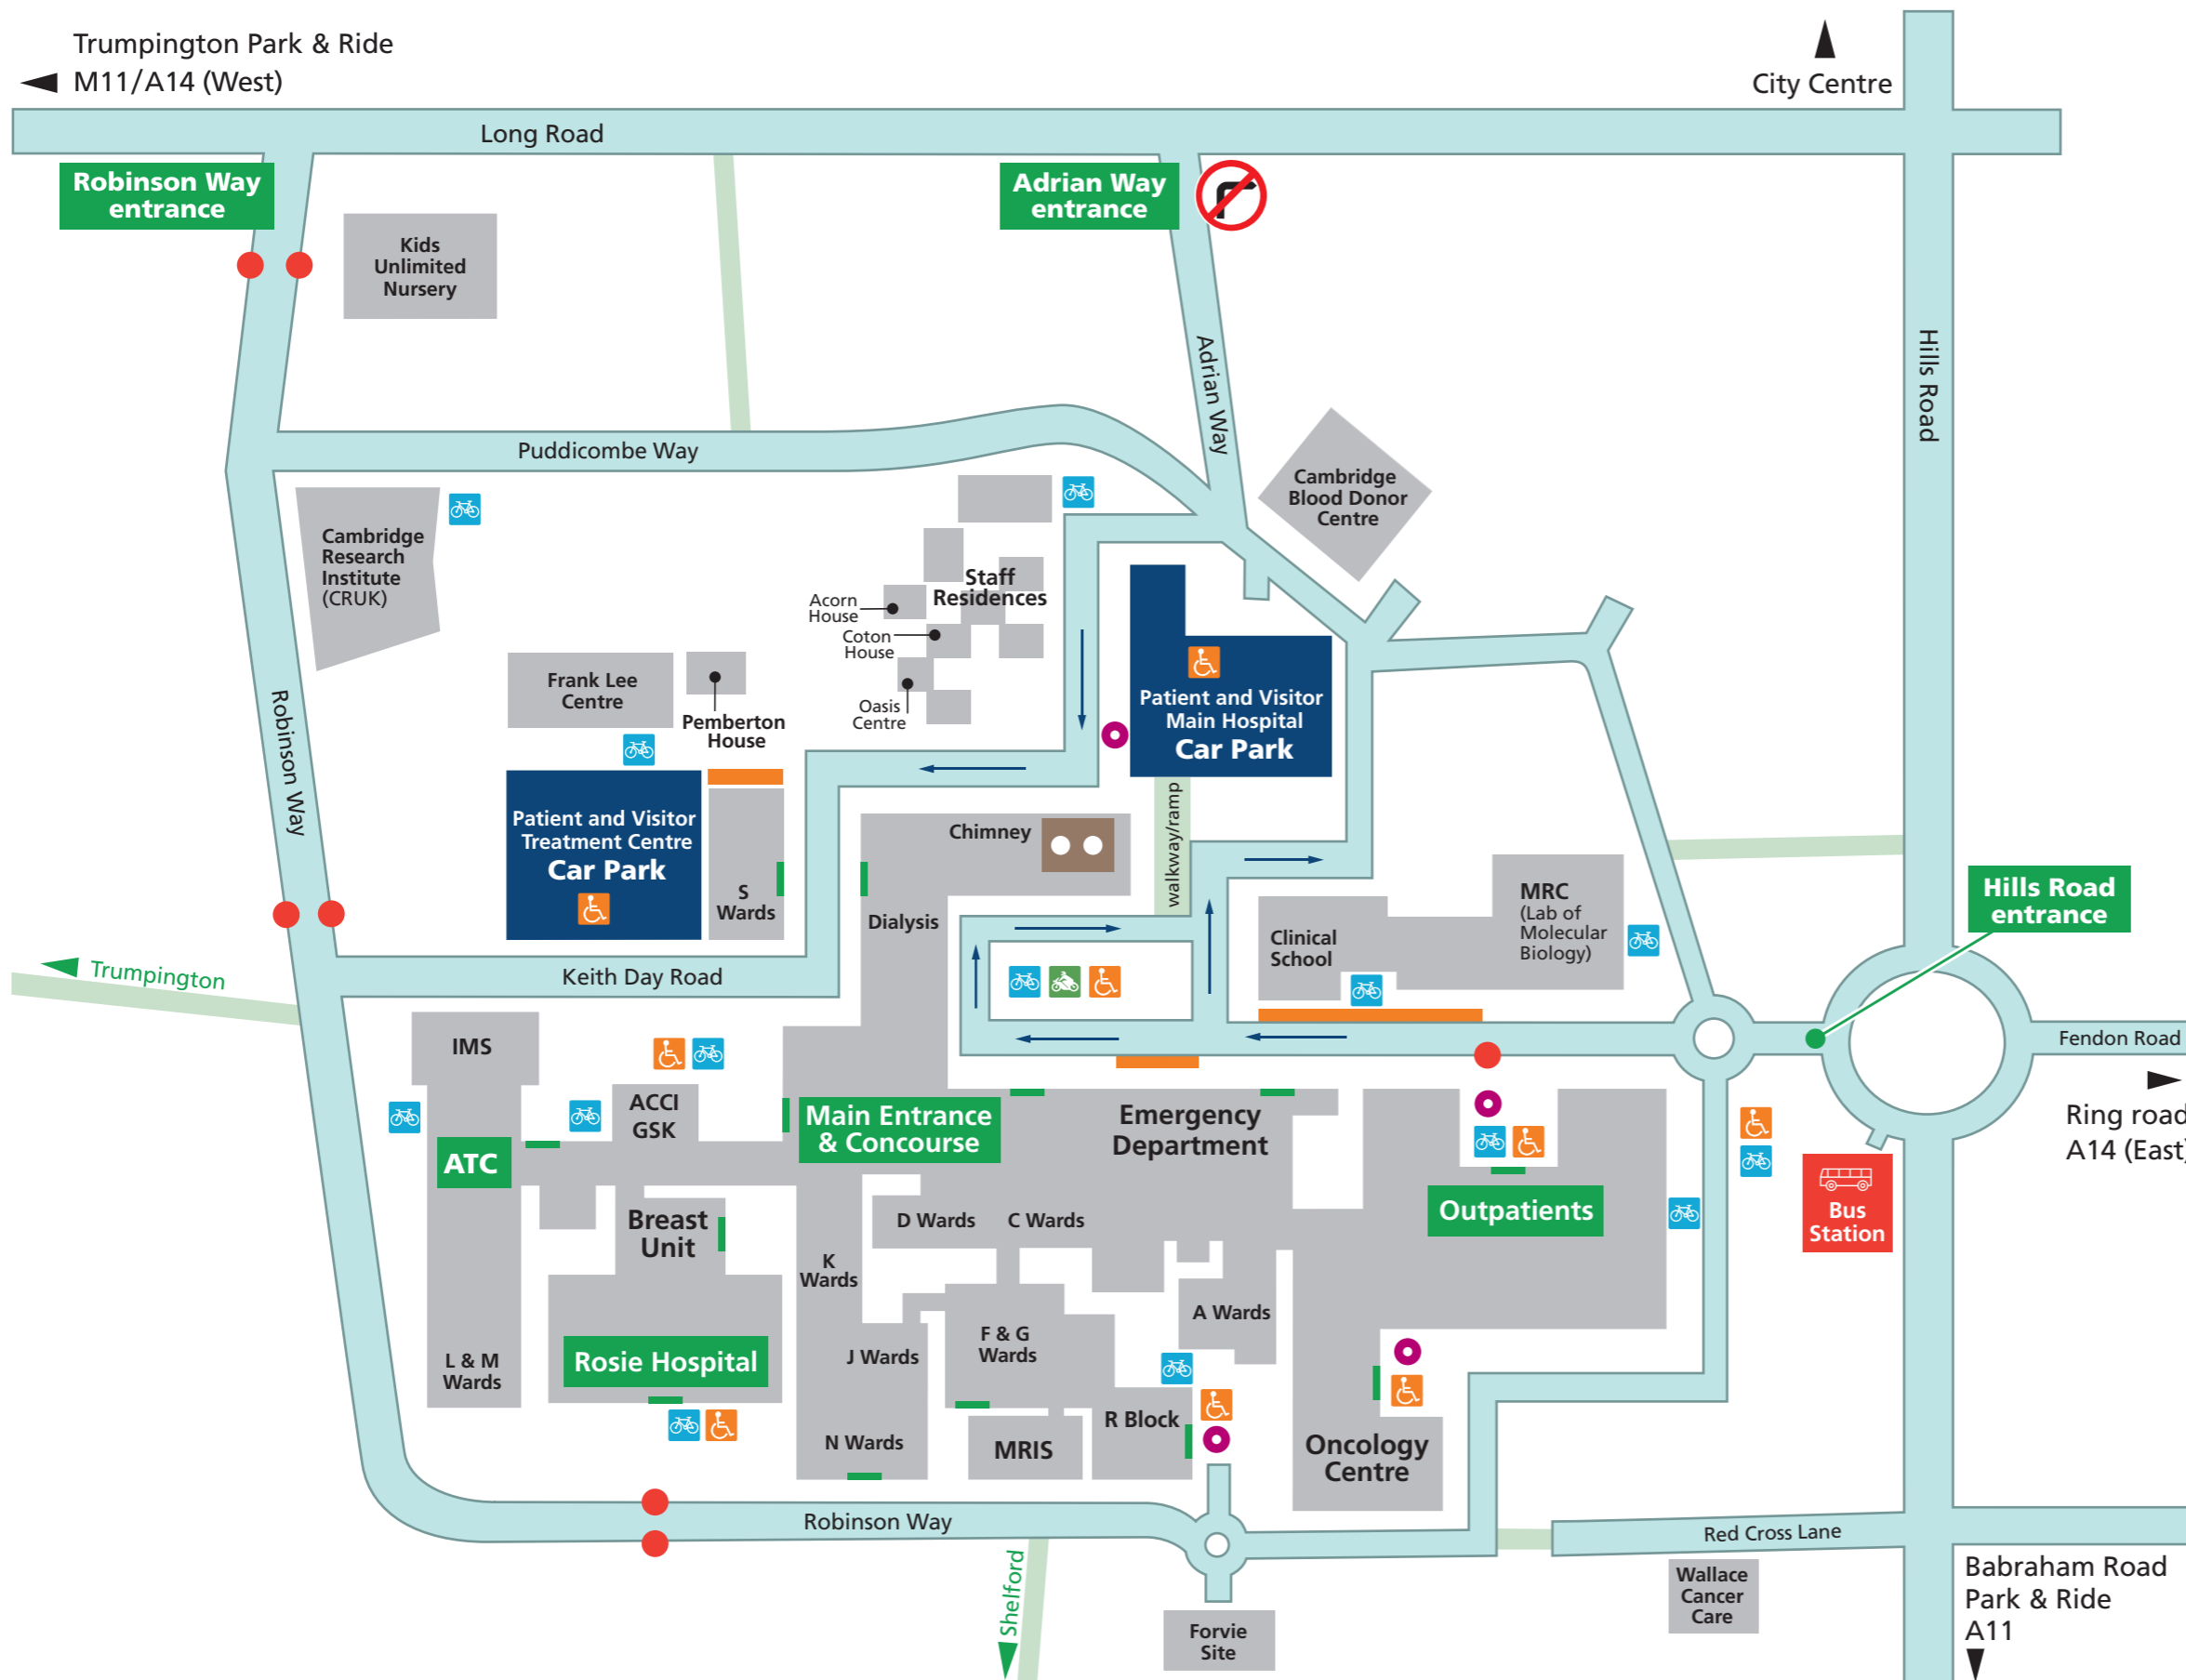 Trumpington Park & Ride
M11/A14 (West)
City Centre
Long Road
Robinson Way
entrance
Adrian Way
entrance
Kids
Unlimited
Nursery
Hills Road
Adrian Way
Puddicombe Way
Cambridge
Blood Donor
Centre
Cambridge
Research
Institute
(CRUK)
Staff
Residences
Acorn
House
Coton
House
Oasis
Centre
Frank Lee
Centre
Pemberton
House
Patient and Visitor
Main Hospital
Car Park
Robinson Way
Patient and Visitor
Treatment Centre
Car Park
S
Wards
Chimney
walkway/ramp
Dialysis
Clinical
School
MRC
(Lab of
Molecular
Biology)
Hills Road
entrance
Trumpington
Keith Day Road
Fendon Road
Ring road
A14 (East)
IMS
ACCI
GSK
Main Entrance
& Concourse
Emergency
Department
ATC
Outpatients
Bus
Station
Breast
Unit
D Wards
C Wards
K
Wards
A Wards
F & G
Wards
J Wards
L & M
Wards
Rosie Hospital
R Block
N Wards
MRIS
Oncology
Centre
Robinson Way
Red Cross Lane
Shelford
Wallace
Cancer
Care
Babraham Road
Park & Ride
A11
Forvie
Site